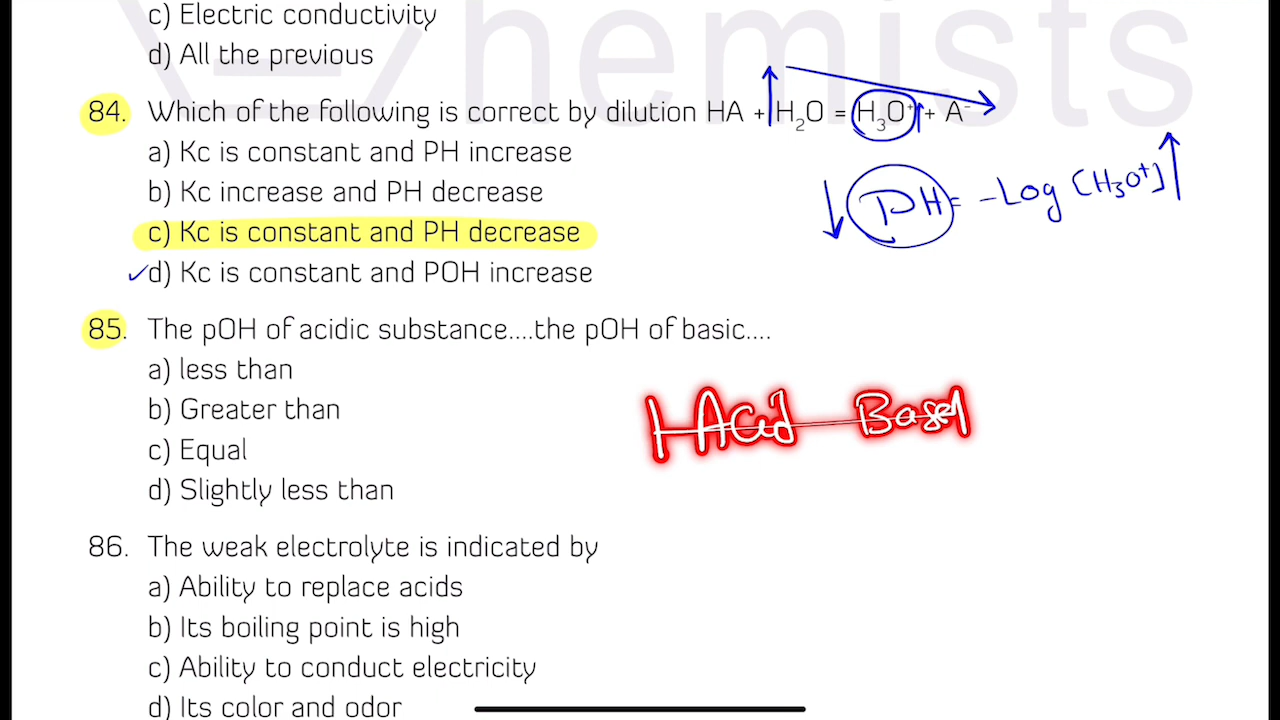 c) Electric conductivity
d) All the previous
hemists
84. Which of the following is correct by dilution HA + H₂O = H₃O⁺ + A⁻
a) Kc is constant and PH increase
b) Kc increase and PH decrease
PH = -Log [H₃O⁺]
c) Kc is constant and PH decrease
d) Kc is constant and POH increase
85. The pOH of acidic substance....the pOH of basic....
a) less than
b) Greater than
Acid Base
c) Equal
d) Slightly less than
86. The weak electrolyte is indicated by
a) Ability to replace acids
b) Its boiling point is high
c) Ability to conduct electricity
d) Its color and odor